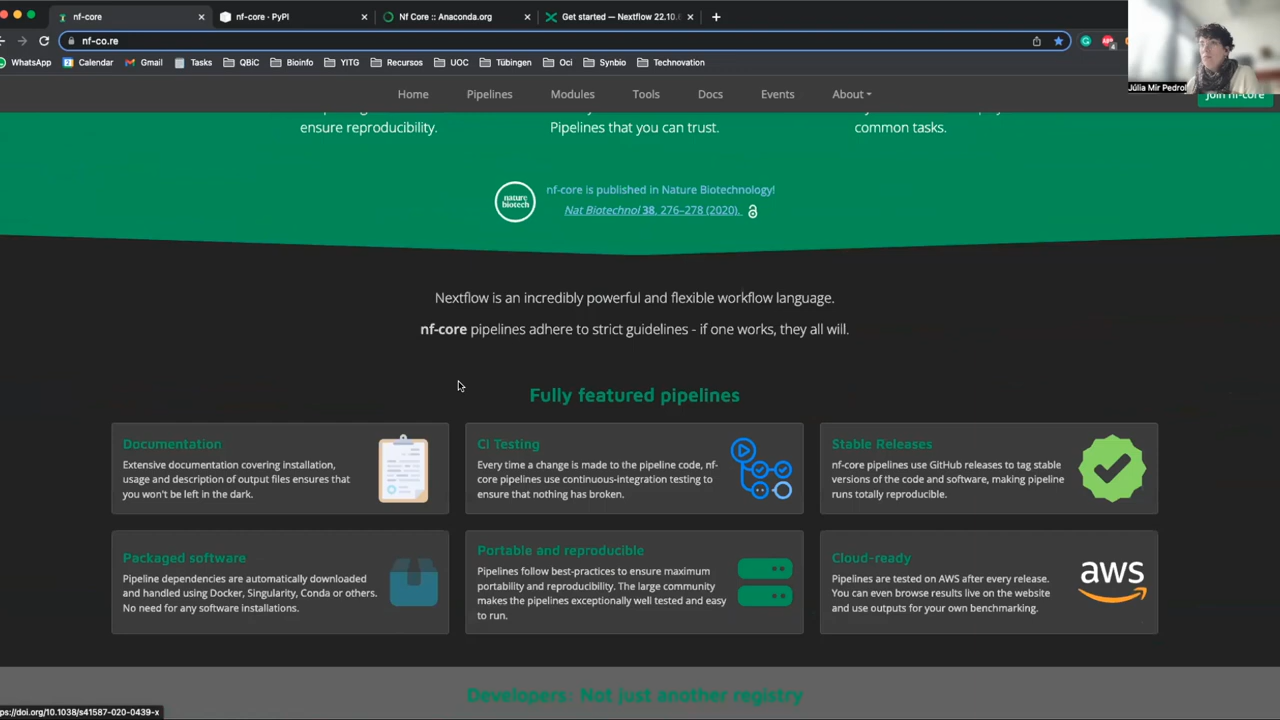 nf-core
nf-core · PyPI
Nf Core :: Anaconda.org
Get started — Nextflow 22.10.
nf-co.re
WhatsApp
Calendar
Gmail
Tasks
QBiC
Bioinfo
YITG
Recursos
UOC
Tübingen
Oci
Synbio
Technovation
Júlia Mir Pedrol
Home
Pipelines
Modules
Tools
Docs
Events
About
Join nf-core
ensure reproducibility.
Pipelines that you can trust.
common tasks.
nature
biotech
nf-core is published in Nature Biotechnology!
Nat Biotechnol 38, 276–278 (2020).
Nextflow is an incredibly powerful and flexible workflow language.
nf-core pipelines adhere to strict guidelines - if one works, they all will.
Fully featured pipelines
Documentation
Extensive documentation covering installation,
usage and description of output files ensures that
you won't be left in the dark.
CI Testing
Every time a change is made to the pipeline code, nf-
core pipelines use continuous-integration testing to
ensure that nothing has broken.
Stable Releases
nf-core pipelines use GitHub releases to tag stable
versions of the code and software, making pipeline
runs totally reproducible.
Packaged software
Pipeline dependencies are automatically downloaded
and handled using Docker, Singularity, Conda or others.
No need for any software installations.
Portable and reproducible
Pipelines follow best-practices to ensure maximum
portability and reproducibility. The large community
makes the pipelines exceptionally well tested and easy
to run.
Cloud-ready
Pipelines are tested on AWS after every release.
You can even browse results live on the website
and use outputs for your own benchmarking.
aws
Developers: Not just another registry
ps://doi.org/10.1038/s41587-020-0439-x